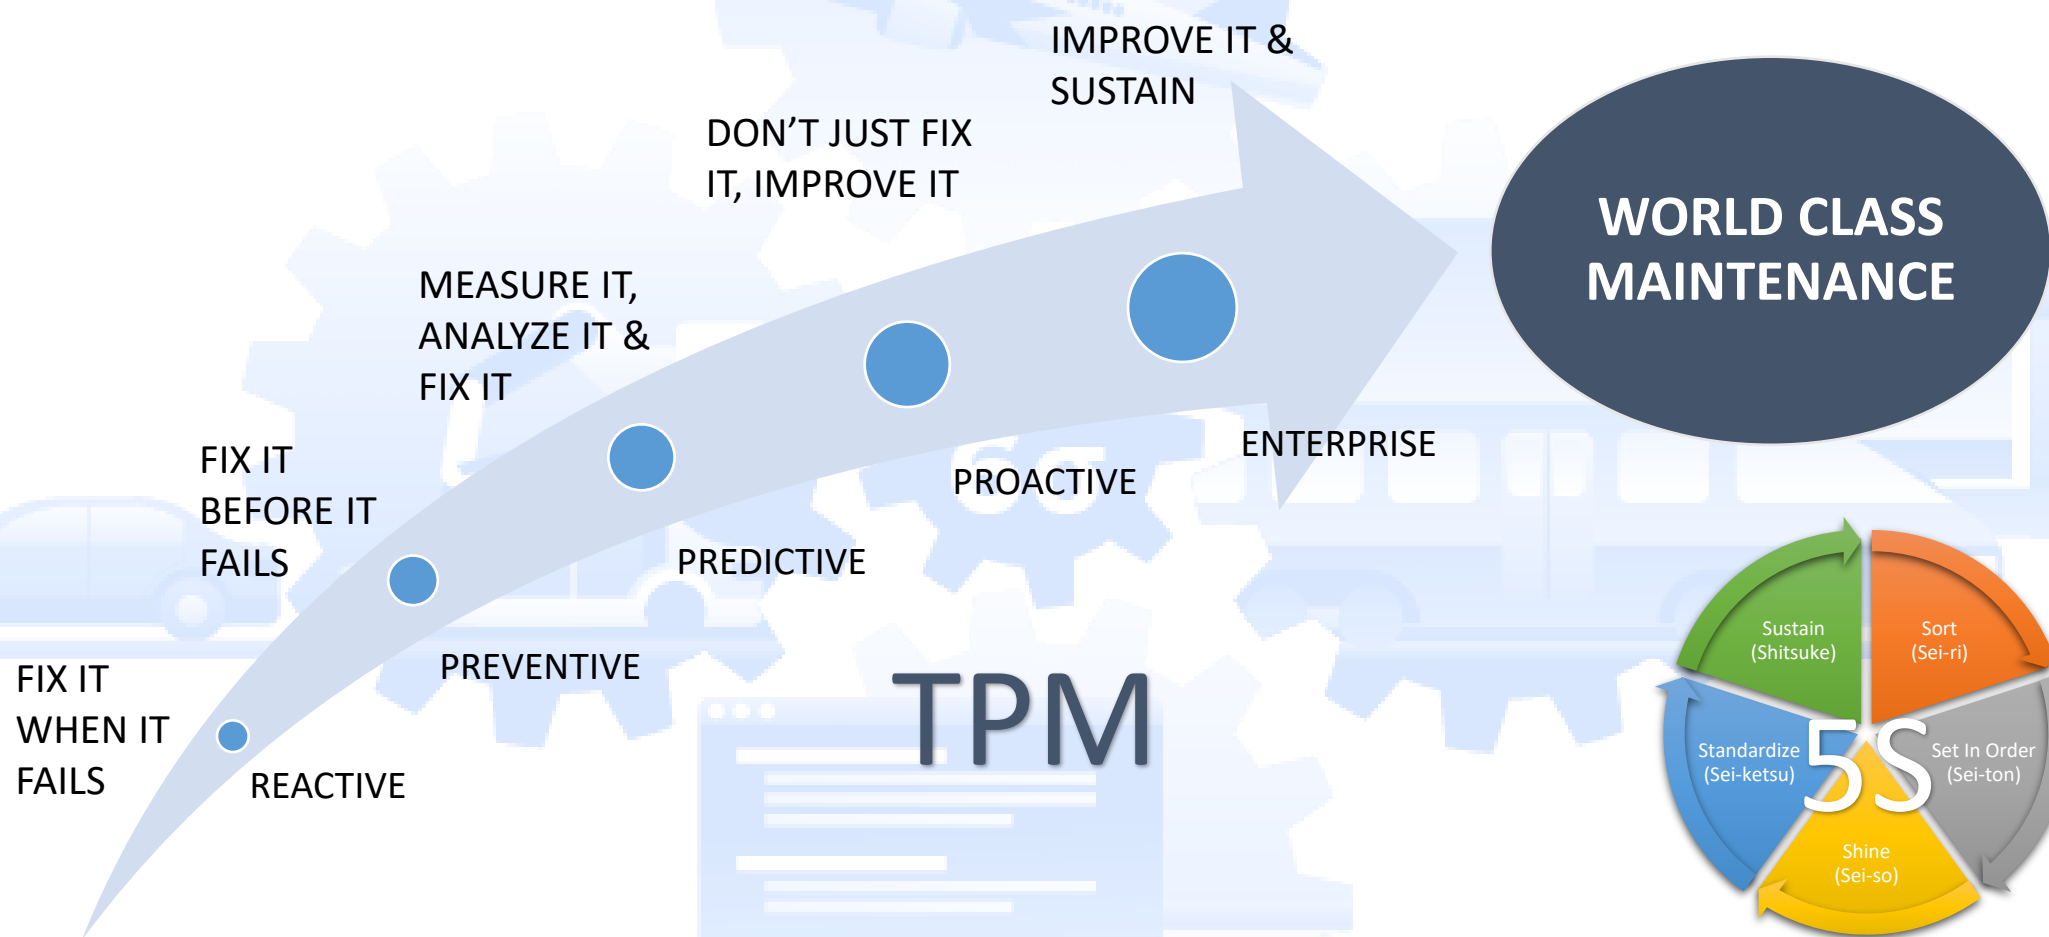 IMPROVE IT &
SUSTAIN
DON’T JUST FIX
IT, IMPROVE IT
MEASURE IT,
ANALYZE IT &
FIX IT
FIX IT
BEFORE IT
FAILS
FIX IT
WHEN IT
FAILS
REACTIVE
PREVENTIVE
PREDICTIVE
PROACTIVE
ENTERPRISE
WORLD CLASS
MAINTENANCE
6σ
TPM
Sustain
(Shitsuke)
Sort
(Sei-ri)
Standardize
(Sei-ketsu)
5S
Set In Order
(Sei-ton)
Shine
(Sei-so)